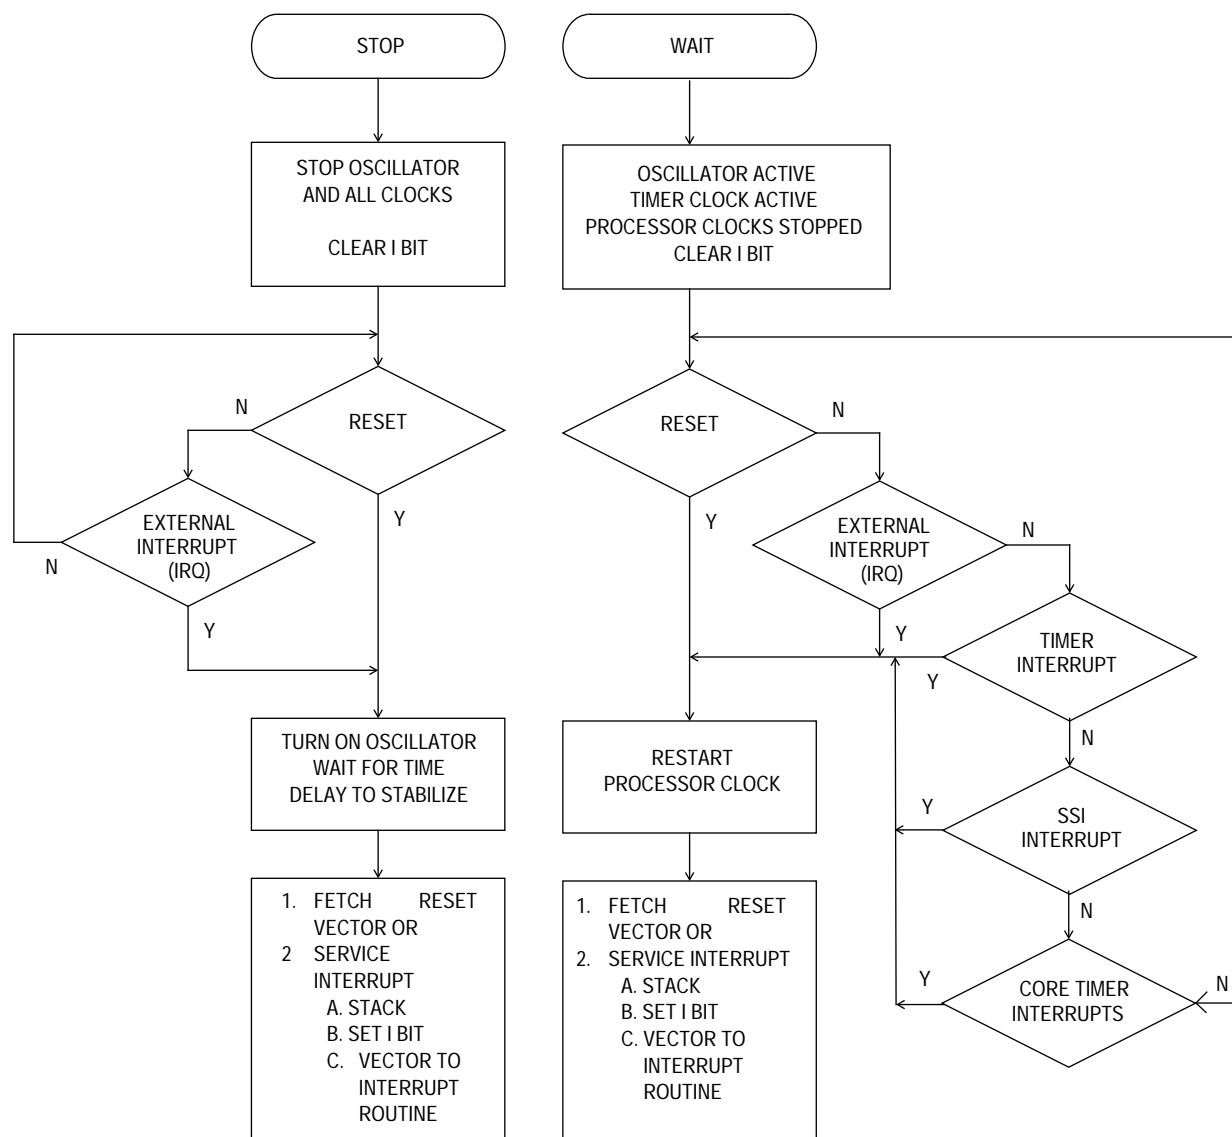 STOP
STOP OSCILLATOR
AND ALL CLOCKS
CLEAR I BIT
RESET
N
Y
EXTERNAL
INTERRUPT
(IRQ)
N
Y
TURN ON OSCILLATOR
WAIT FOR TIME
DELAY TO STABILIZE
1. FETCH RESET
VECTOR OR
2 SERVICE
INTERRUPT
A. STACK
B. SET I BIT
C. VECTOR TO
INTERRUPT
ROUTINE
WAIT
OSCILLATOR ACTIVE
TIMER CLOCK ACTIVE
PROCESSOR CLOCKS STOPPED
CLEAR I BIT
RESET
N
Y
EXTERNAL
INTERRUPT
(IRQ)
N
Y
TIMER
INTERRUPT
Y
N
SSI
INTERRUPT
Y
N
CORE TIMER
INTERRUPTS
Y
N
RESTART
PROCESSOR CLOCK
1. FETCH RESET
VECTOR OR
2. SERVICE INTERRUPT
A. STACK
B. SET I BIT
C. VECTOR TO
INTERRUPT
ROUTINE